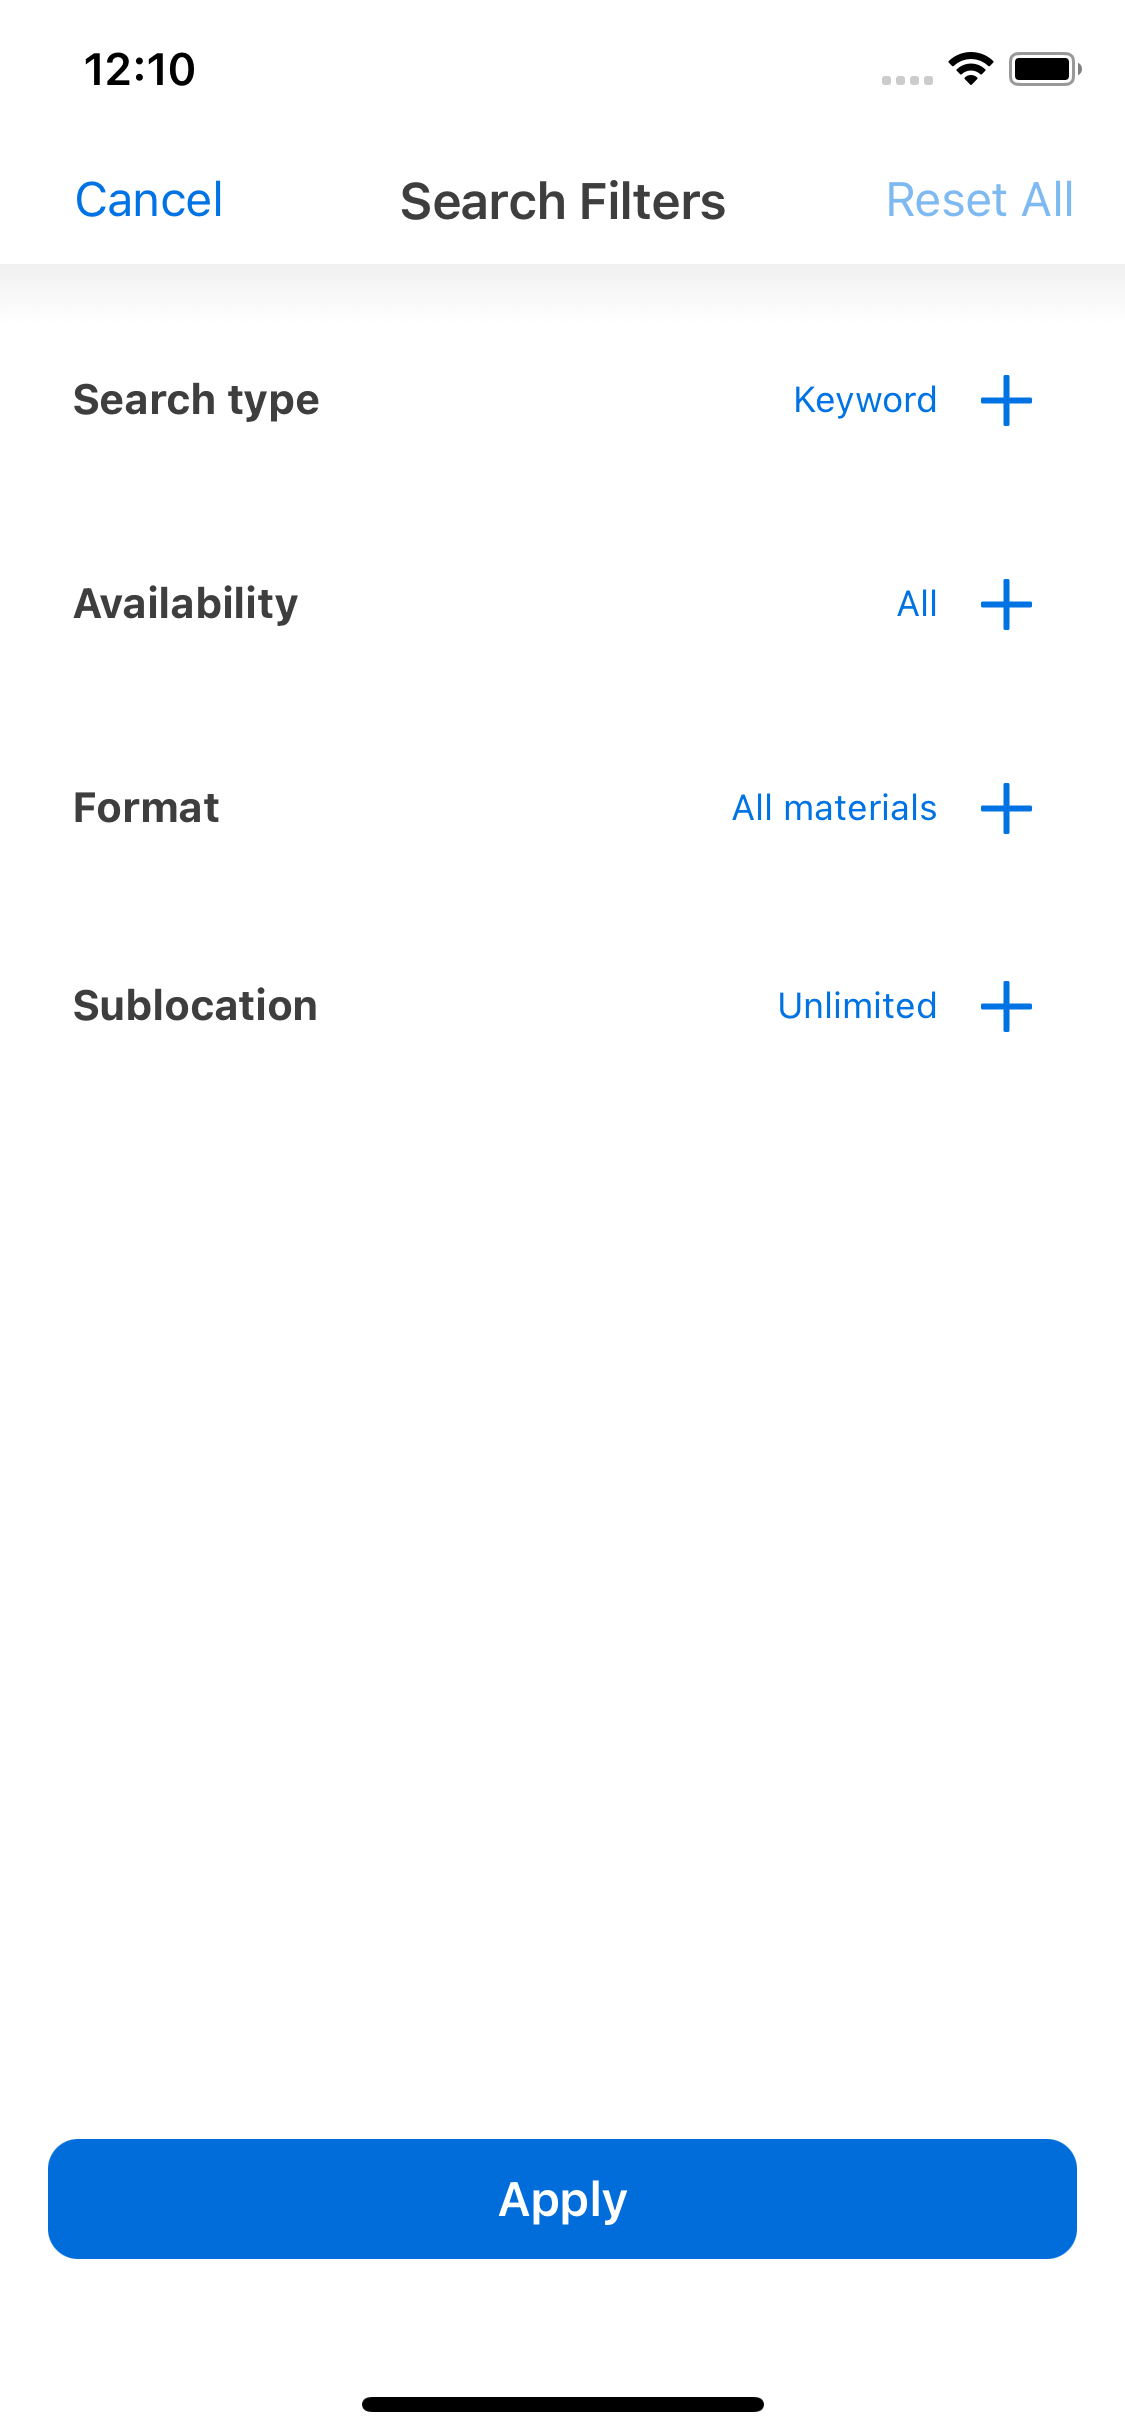 12:10
Cancel Search Filters Reset All
Search type Keyword
Availability All
Format All materials
Sublocation Unlimited
Apply